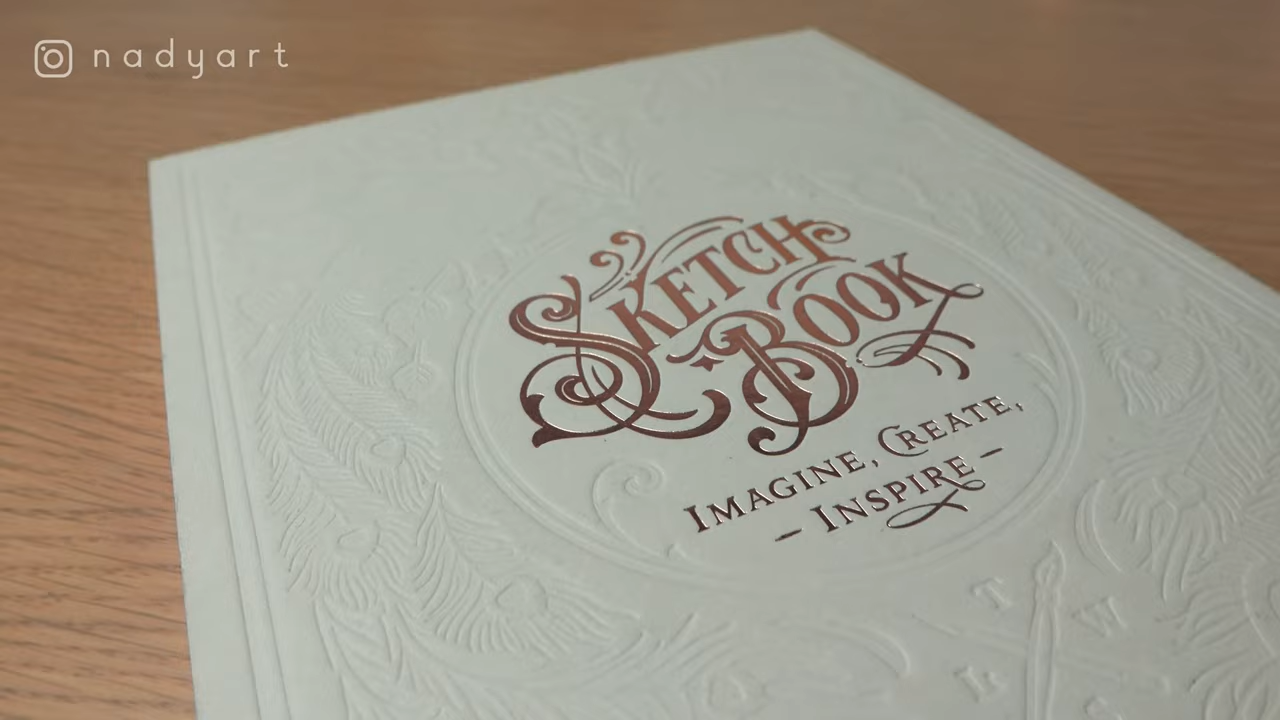 nadyart
SKETCH
BOOK
IMAGINE, CREATE,
– INSPIRE –
T W
L